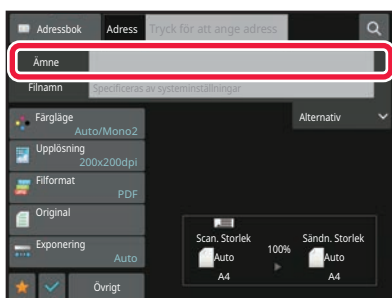 Adressbok Adress Tryck för att ange adress
Ämne
Filnamn Specificeras av systeminställningar
Färgläge
Auto/Mono2
Alternativ
Upplösning
200x200dpi
Filformat
PDF
Original
Exponering
Auto
Scan. Storlek 100% Sändn. Storlek
Auto Auto
A4 A4
Övrigt